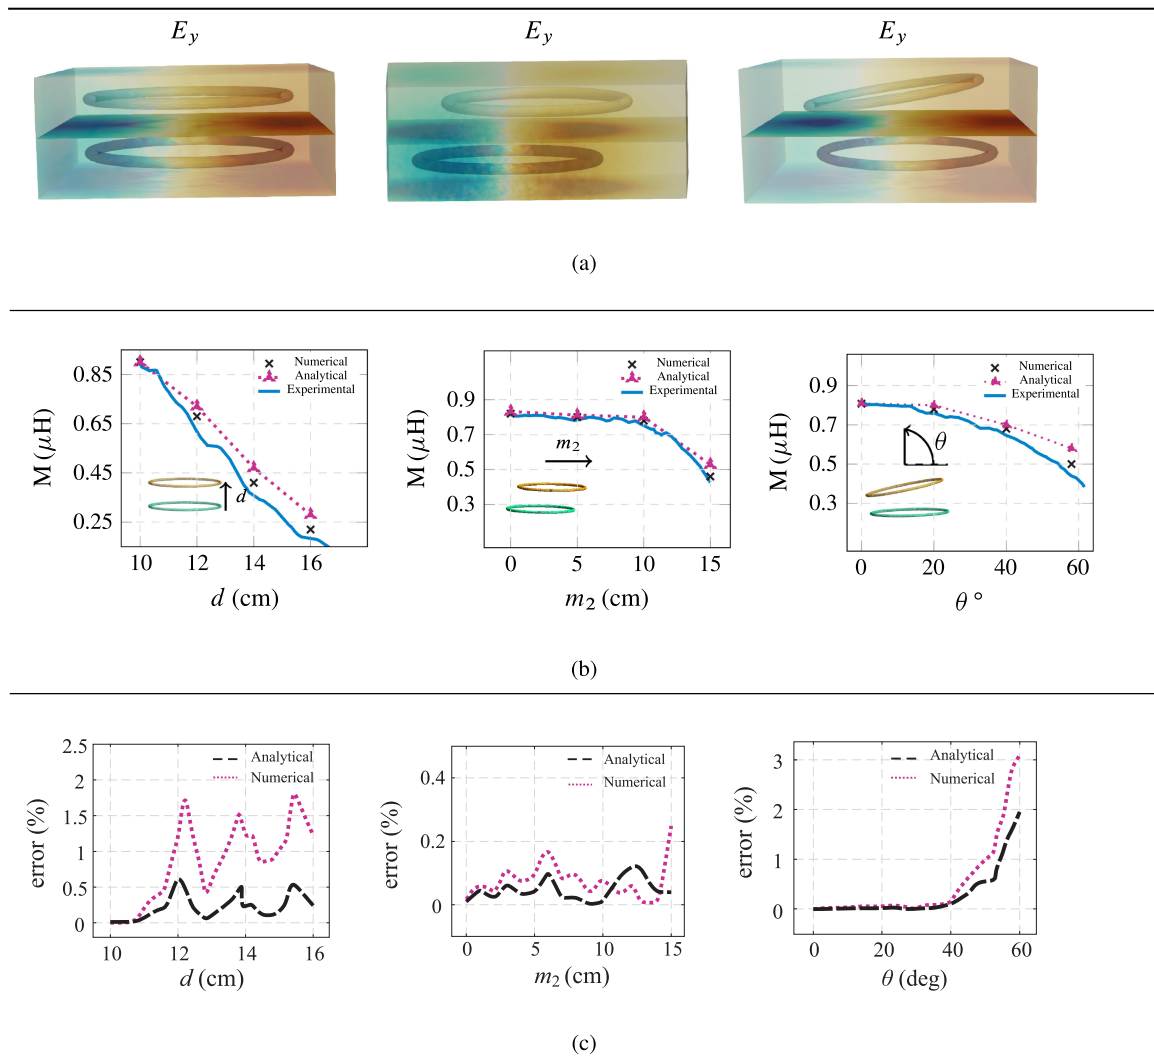 E_y E_y E_y
(a)
Numerical
Analytical
Experimental
M (μH)
0.85
0.65
0.45
0.25
d
10 12 14 16
d (cm)
Numerical
Analytical
Experimental
M (μH)
0.9
0.7
0.5
0.3
m_2
0 5 10 15
m_2 (cm)
Numerical
Analytical
Experimental
M (μH)
0.9
0.7
0.5
0.3
θ
0 20 40 60
θ °
(b)
Analytical
Numerical
error (%)
2.5
2
1.5
1
0.5
0
10 12 14 16
d (cm)
Analytical
Numerical
error (%)
0.4
0.2
0
0 5 10 15
m_2 (cm)
Analytical
Numerical
error (%)
3
2
1
0
0 20 40 60
θ (deg)
(c)